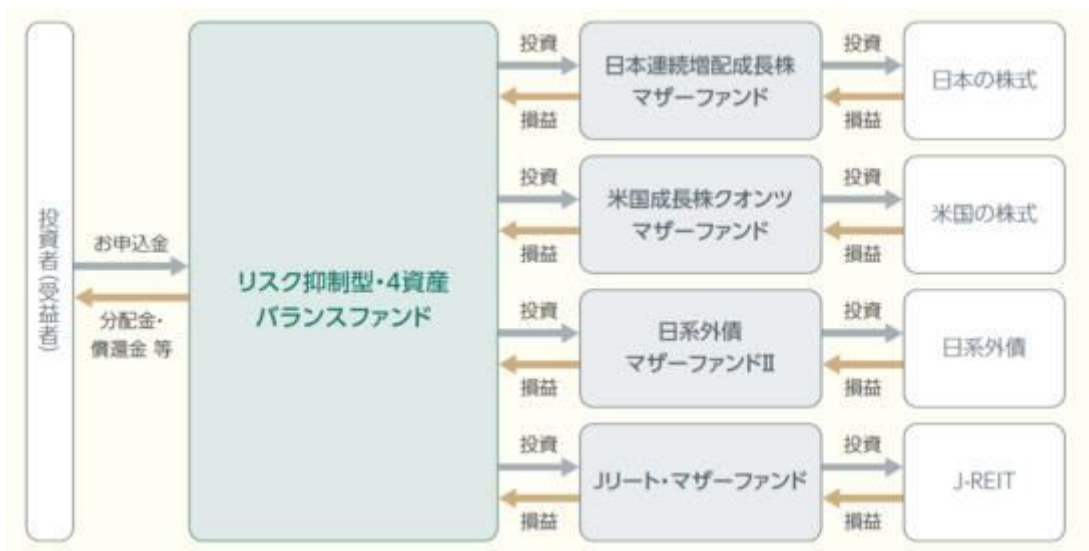 投資者(受益者)
お申込金
分配金・
償還金 等
リスク抑制型・4資産
バランスファンド
投資
損益
日本連続増配成長株
マザーファンド
投資
損益
日本の株式
投資
損益
米国成長株クオンツ
マザーファンド
投資
損益
米国の株式
投資
損益
日系外債
マザーファンドⅡ
投資
損益
日系外債
投資
損益
Jリート・マザーファンド
投資
損益
J-REIT